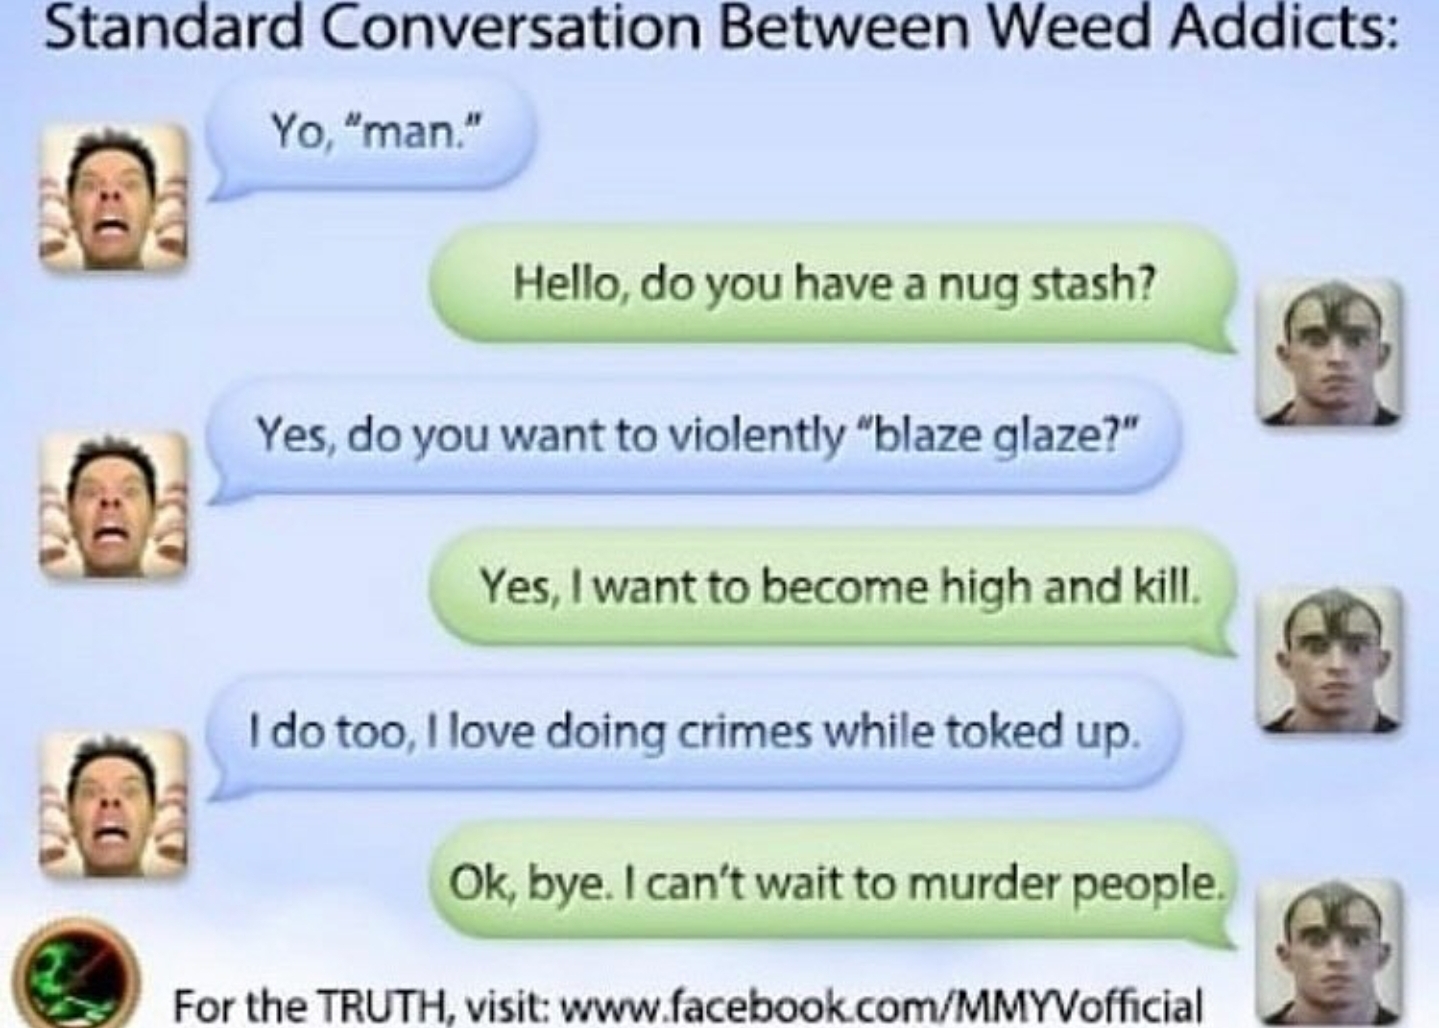 Standard Conversation Between Weed Addicts:
Yo, “man.”
Hello, do you have a nug stash?
Yes, do you want to violently “blaze glaze?”
Yes, I want to become high and kill.
I do too, I love doing crimes while toked up.
Ok, bye. I can't wait to murder people.
For the TRUTH, visit: www.facebook.com/MMYVofficial